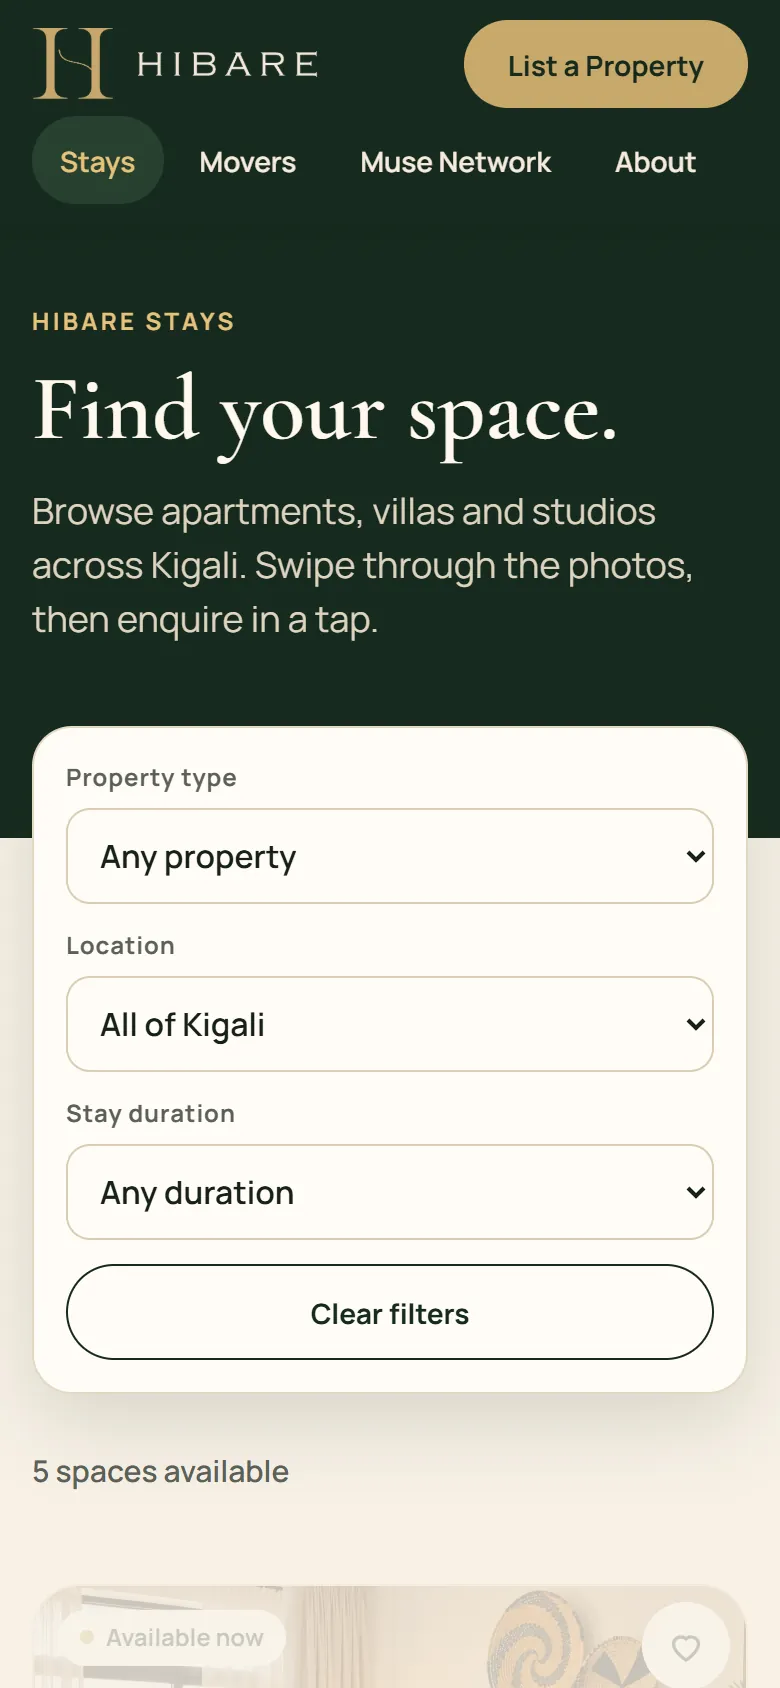 HIBARE
List a Property
Stays Movers Muse Network About
HIBARE STAYS
Find your space.
Browse apartments, villas and studios
across Kigali. Swipe through the photos,
then enquire in a tap.
Property type
Any property
Location
All of Kigali
Stay duration
Any duration
Clear filters
5 spaces available
Available now